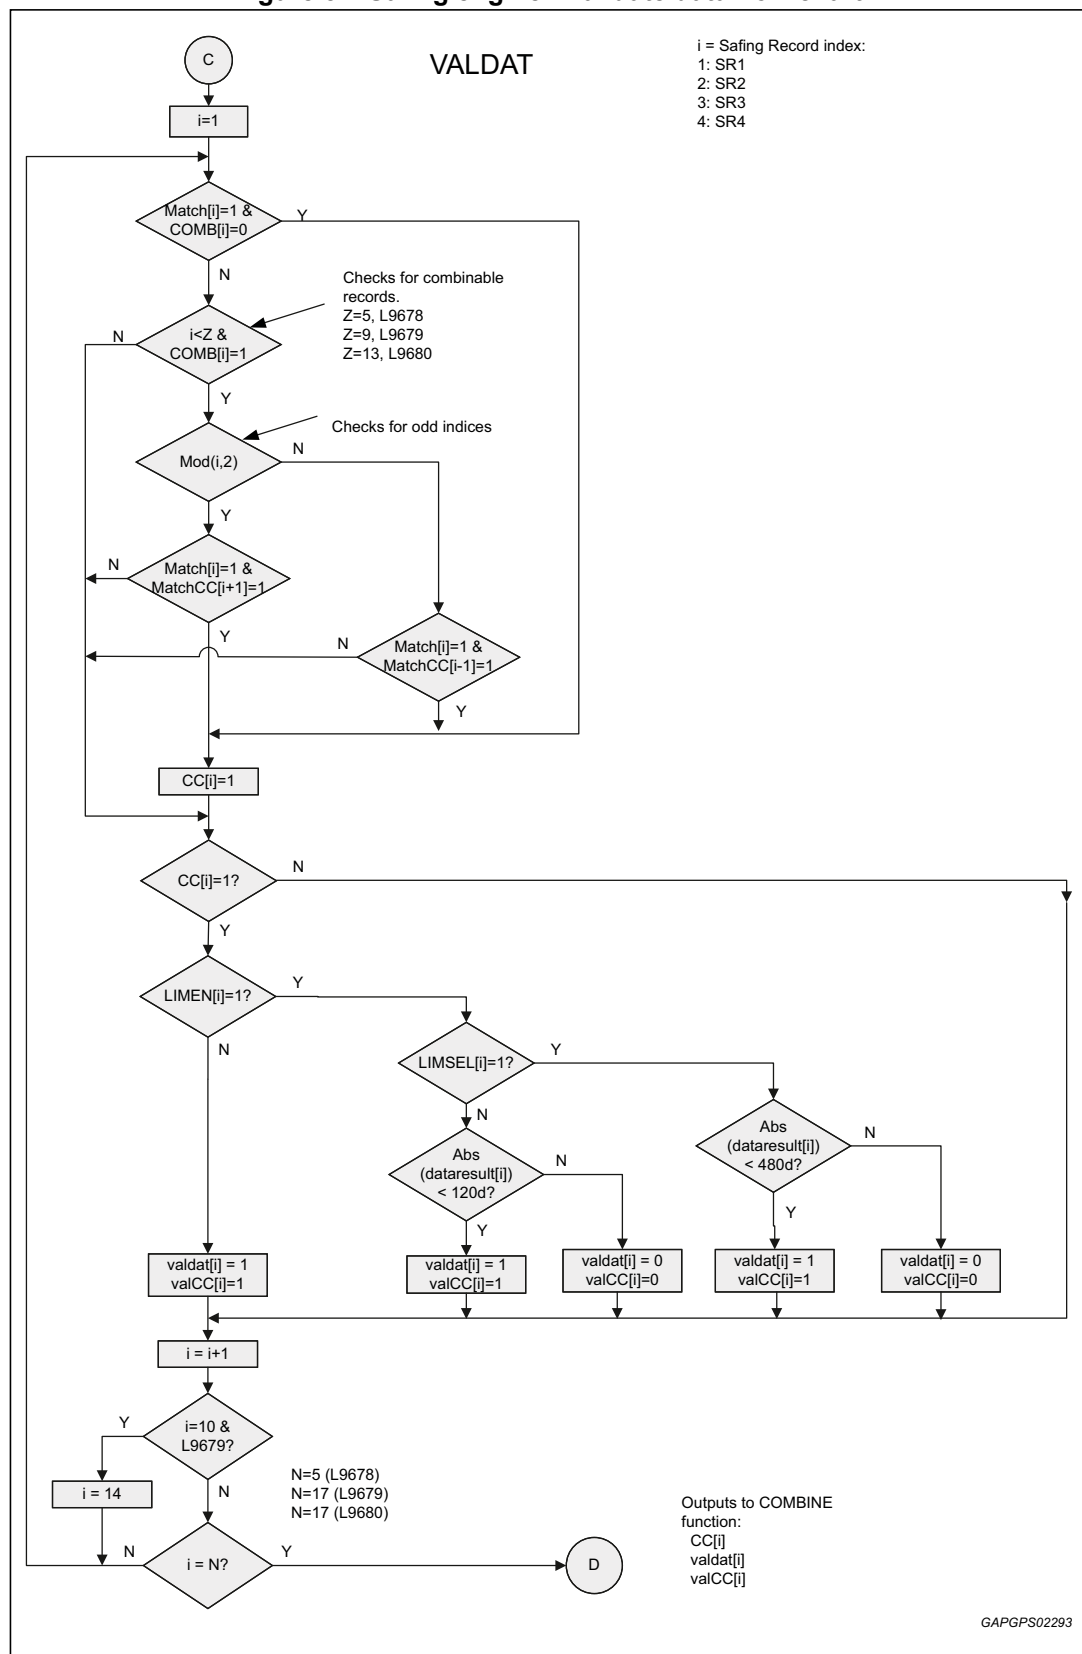 VALDAT
i = Safing Record index:
1: SR1
2: SR2
3: SR3
4: SR4
C
i=1
Match[i]=1 &
COMB[i]=0
Y
N
Checks for combinable
records.
Z=5, L9678
Z=9, L9679
Z=13, L9680
i<Z &
COMB[i]=1
N
Y
Checks for odd indices
Mod(i,2)
N
Y
Match[i]=1 &
MatchCC[i+1]=1
N
Y
Match[i]=1 &
MatchCC[i-1]=1
N
Y
CC[i]=1
CC[i]=1?
N
Y
LIMEN[i]=1?
Y
N
LIMSEL[i]=1?
Y
N
Abs
(dataresult[i])
< 120d?
N
Y
Abs
(dataresult[i])
< 480d?
N
Y
valdat[i] = 1
valCC[i]=1
valdat[i] = 1
valCC[i]=1
valdat[i] = 0
valCC[i]=0
valdat[i] = 1
valCC[i]=1
valdat[i] = 0
valCC[i]=0
i = i+1
i=10 &
L9679?
Y
N
i = 14
N=5 (L9678)
N=17 (L9679)
N=17 (L9680)
i = N?
N
Y
D
Outputs to COMBINE
function:
CC[i]
valdat[i]
valCC[i]
GAPGPS02293